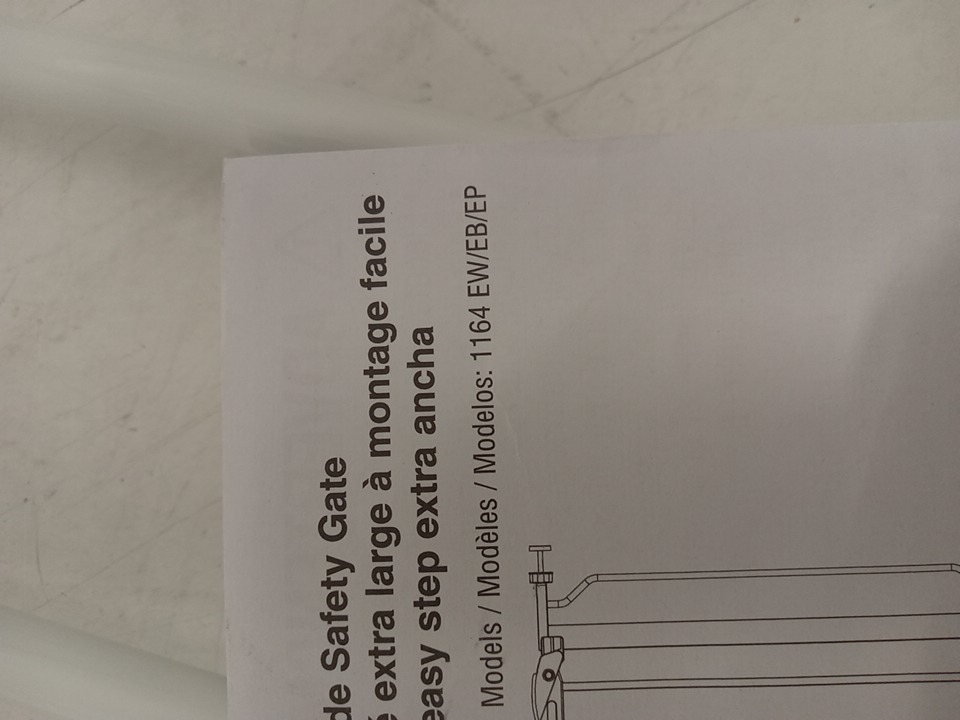 de Safety Gate
é extra large à montage facile
easy step extra ancha
Models / Modèles / Modelos: 1164 EW/EB/EP